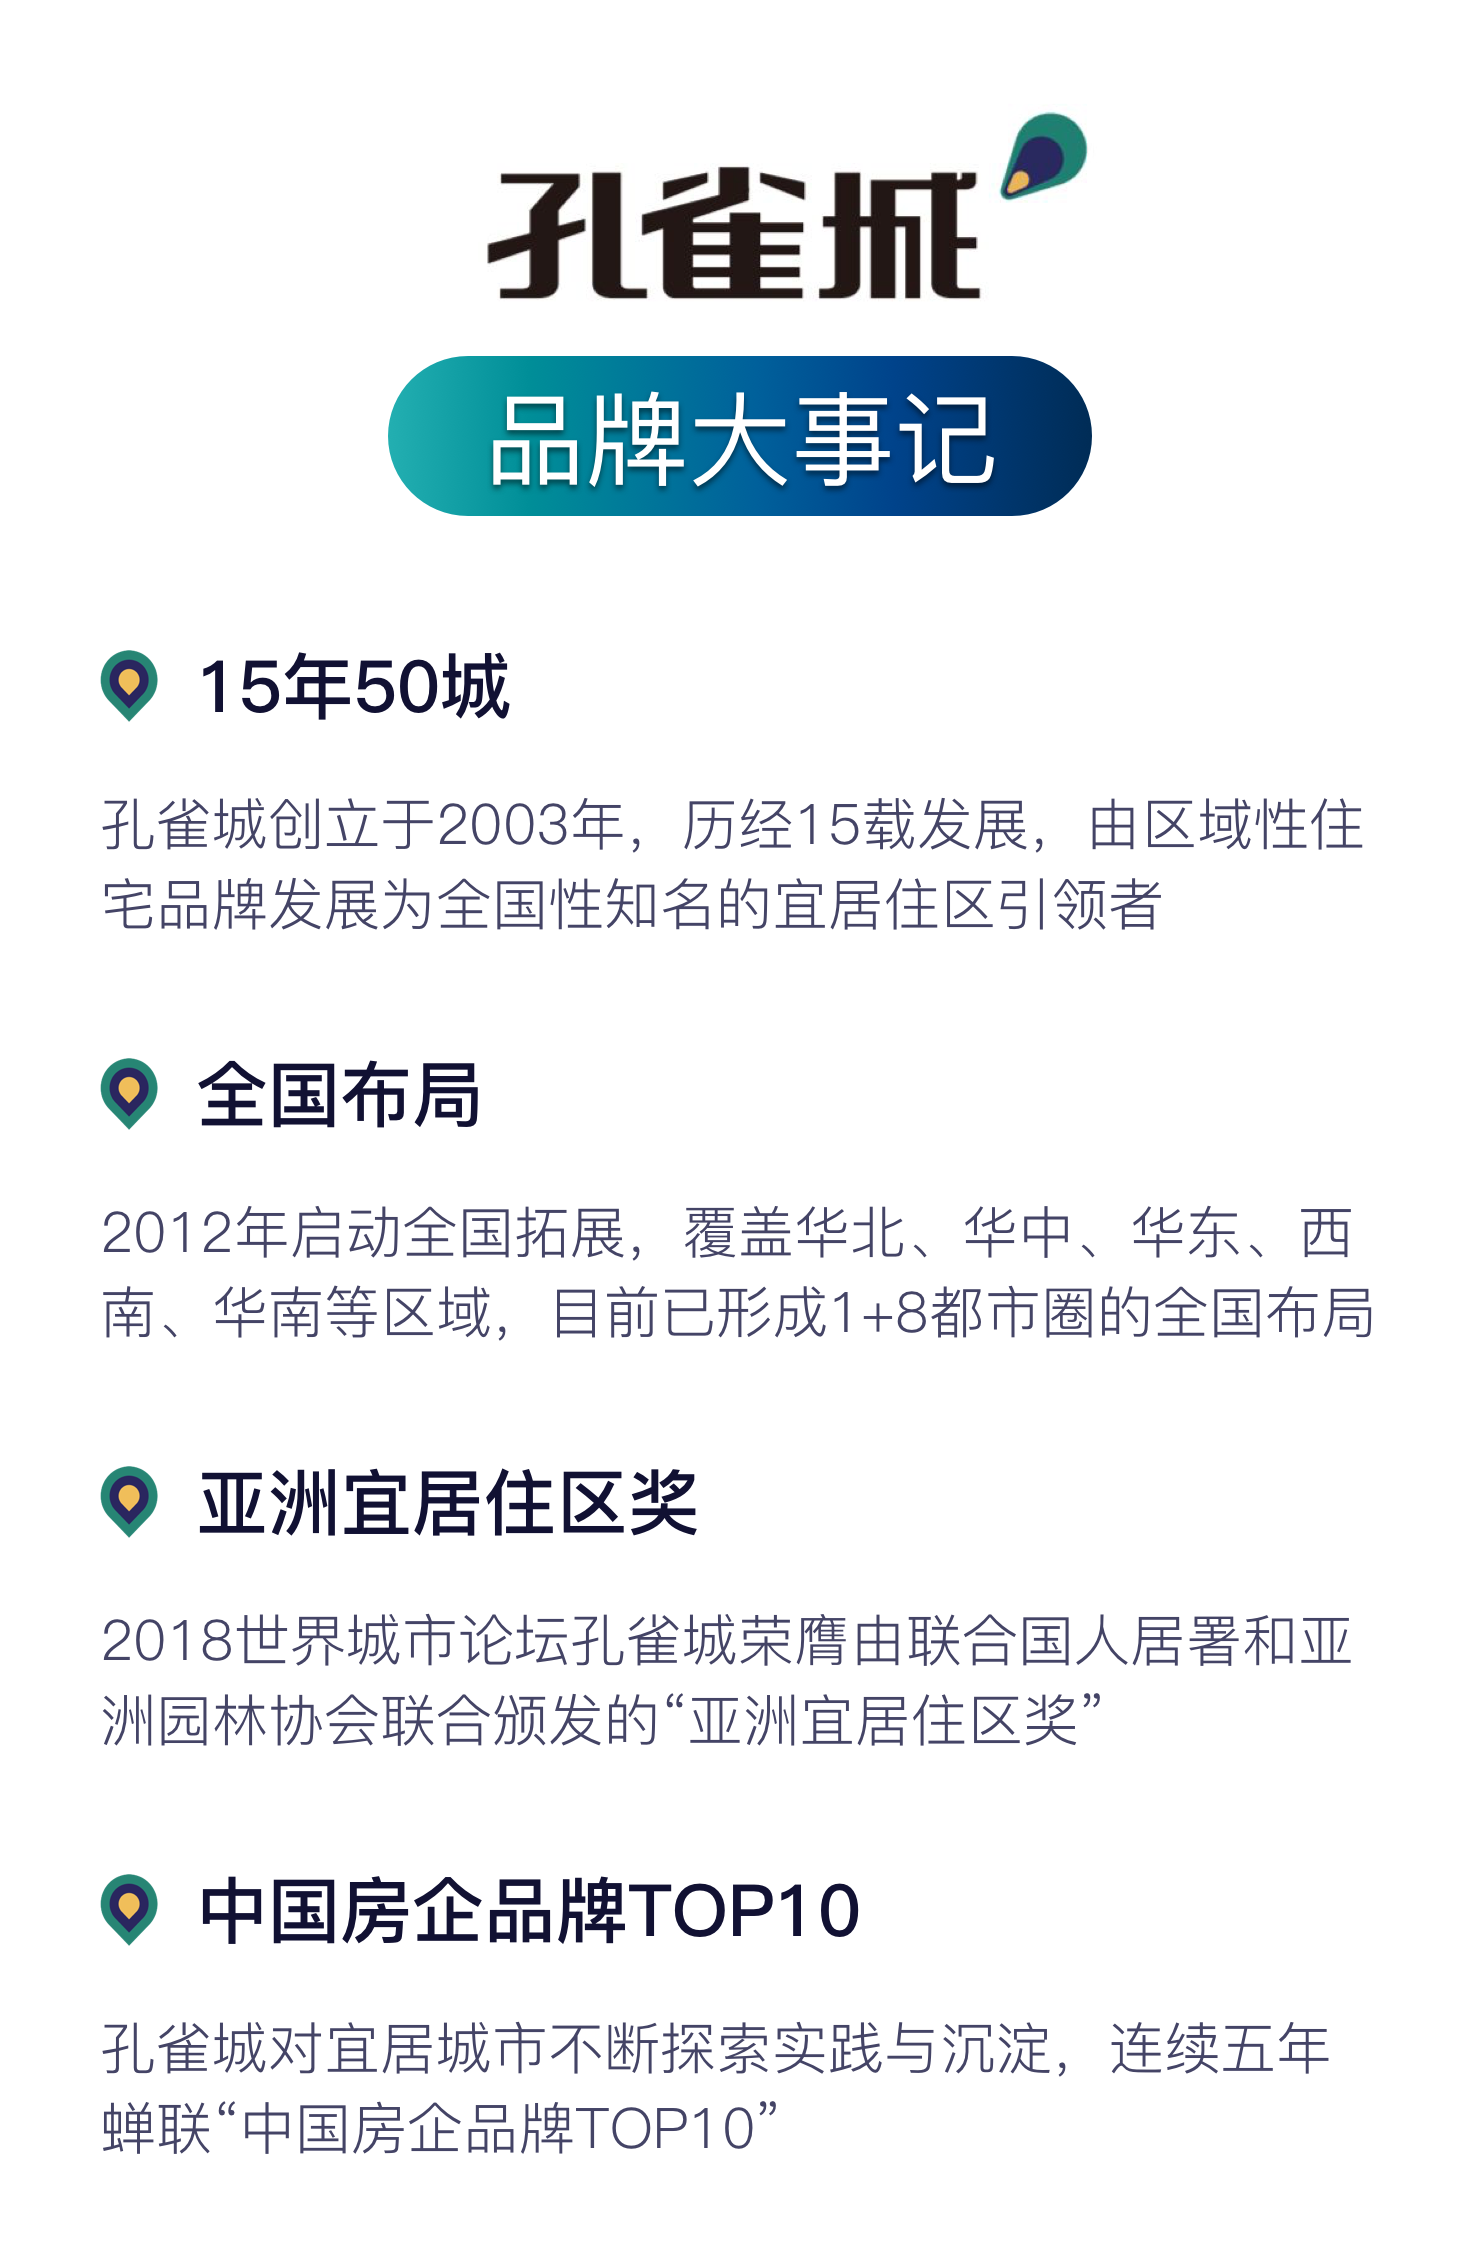 孔雀城
品牌大事记
15年50城
孔雀城创立于2003年，历经15载发展，由区域性住
宅品牌发展为全国性知名的宜居住区引领者
全国布局
2012年启动全国拓展，覆盖华北、华中、华东、西
南、华南等区域，目前已形成1+8都市圈的全国布局
亚洲宜居住区奖
2018世界城市论坛孔雀城荣膺由联合国人居署和亚
洲园林协会联合颁发的“亚洲宜居住区奖”
中国房企品牌TOP10
孔雀城对宜居城市不断探索实践与沉淀，连续五年
蝉联“中国房企品牌TOP10”